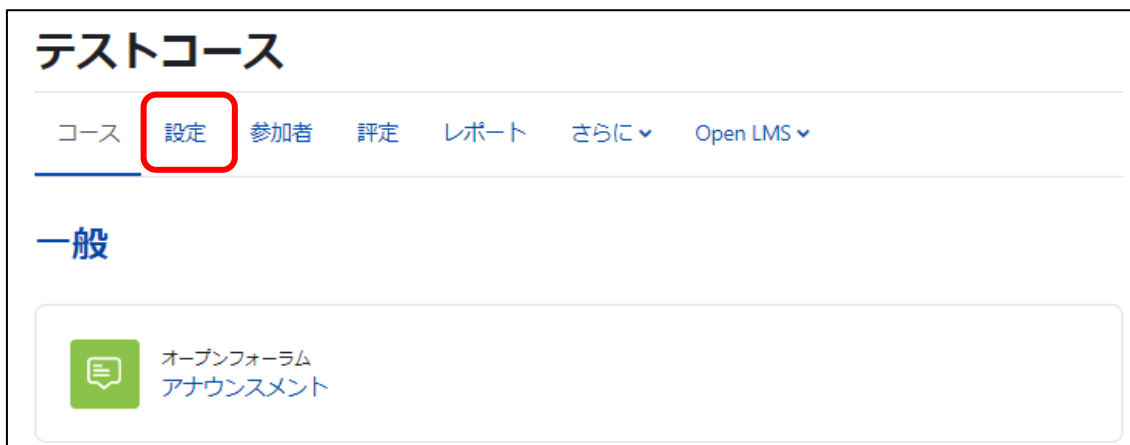 テストコース
コース 設定 参加者 評定 レポート さらに Open LMS
一般
オープンフォーラム
アナウンスメント